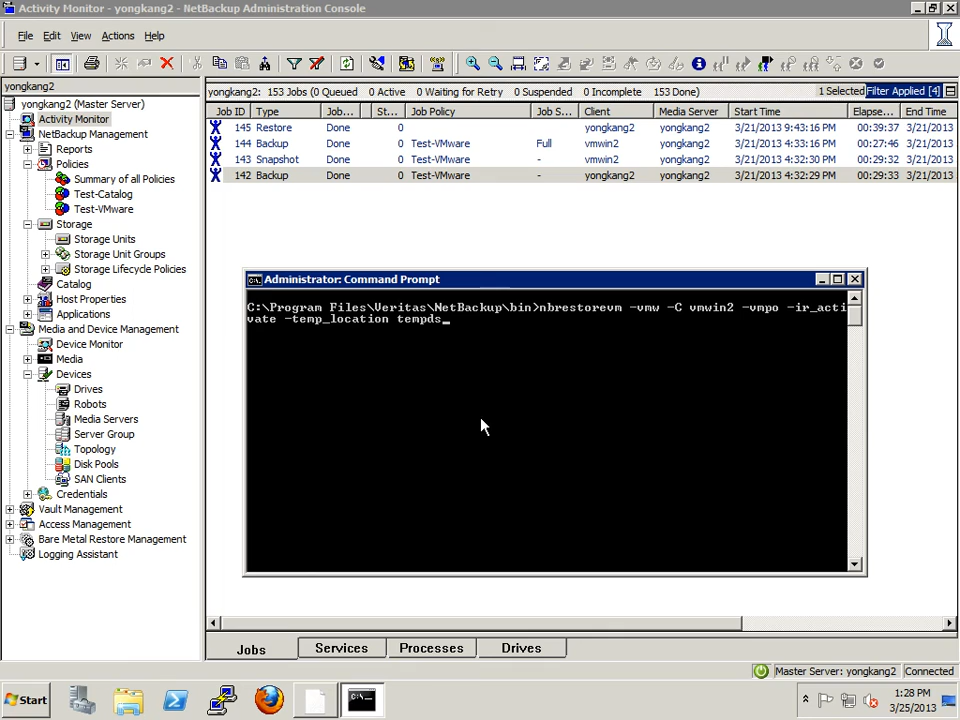 Activity Monitor - yongkang2 - NetBackup Administration Console
File Edit View Actions Help
yongkang2
yongkang2 (Master Server)
Activity Monitor
NetBackup Management
Reports
Policies
Summary of all Policies
Test-Catalog
Test-VMware
Storage
Storage Units
Storage Unit Groups
Storage Lifecycle Policies
Catalog
Host Properties
Applications
Media and Device Management
Device Monitor
Media
Devices
Drives
Robots
Media Servers
Server Group
Topology
Disk Pools
SAN Clients
Credentials
Vault Management
Access Management
Bare Metal Restore Management
Logging Assistant
yongkang2: 153 Jobs (0 Queued 0 Active 0 Waiting for Retry 0 Suspended 0 Incomplete 153 Done) 1 Selected Filter Applied [4]
Job ID Type Job... St... Job Policy Job S... Client Media Server Start Time Elapse... End Time
145 Restore Done 0 yongkang2 yongkang2 3/21/2013 9:43:16 PM 00:39:37 3/21/2013
144 Backup Done 0 Test-VMware Full vmwin2 yongkang2 3/21/2013 4:33:16 PM 00:27:46 3/21/2013
143 Snapshot Done 0 Test-VMware - vmwin2 yongkang2 3/21/2013 4:32:30 PM 00:29:32 3/21/2013
142 Backup Done 0 Test-VMware - yongkang2 yongkang2 3/21/2013 4:32:29 PM 00:29:33 3/21/2013
Administrator: Command Prompt
C:\Program Files\Veritas\NetBackup\bin>nbrestorevm -vmw -C vmwin2 -vmpo -ir_acti
vate -temp_location tempds_
Jobs Services Processes Drives
Master Server: yongkang2 Connected
Start
C:\_
1:28 PM
3/25/2013